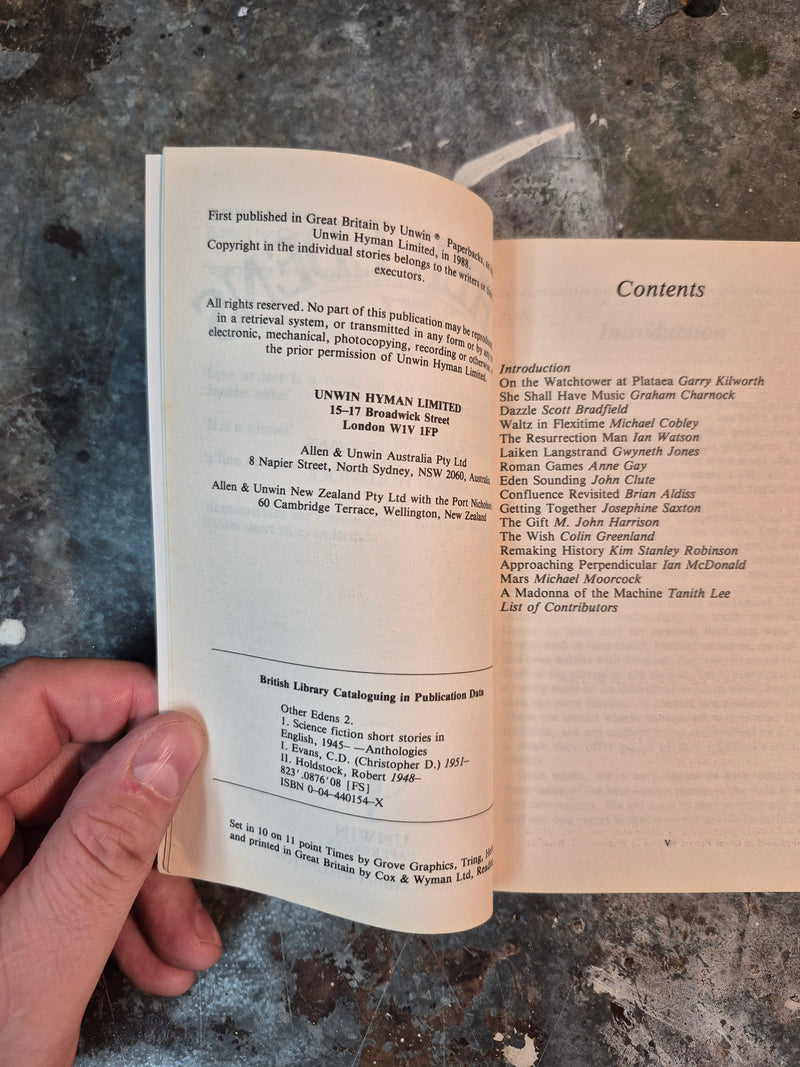 First published in Great Britain by Unwin ® Paperbacks, an
Unwin Hyman Limited, in 1988.
Copyright in the individual stories belongs to the writers or
executors.
All rights reserved. No part of this publication may be reproduced,
in a retrieval system, or transmitted in any form or by any
electronic, mechanical, photocopying, recording or otherwise,
the prior permission of Unwin Hyman Limited.
UNWIN HYMAN LIMITED
15–17 Broadwick Street
London W1V 1FP
Allen & Unwin Australia Pty Ltd
8 Napier Street, North Sydney, NSW 2060, Australia
Allen & Unwin New Zealand Pty Ltd with the Port Nicholson
60 Cambridge Terrace, Wellington, New Zealand
British Library Cataloguing in Publication Data
Other Edens 2.
1. Science fiction short stories in
English, 1945– —Anthologies
I. Evans, C.D. (Christopher D.) 1951–
II. Holdstock, Robert 1948–
823'.0876'08 [FS]
ISBN 0–04–440154–X
Set in 10 on 11 point Times by Grove Graphics, Tring,
and printed in Great Britain by Cox & Wyman Ltd,
Contents
Introduction
On the Watchtower at Plataea Garry Kilworth
She Shall Have Music Graham Charnock
Dazzle Scott Bradfield
Waltz in Flexitime Michael Cobley
The Resurrection Man Ian Watson
Laiken Langstrand Gwyneth Jones
Roman Games Anne Gay
Eden Sounding John Clute
Confluence Revisited Brian Aldiss
Getting Together Josephine Saxton
The Gift M. John Harrison
The Wish Colin Greenland
Remaking History Kim Stanley Robinson
Approaching Perpendicular Ian McDonald
Mars Michael Moorcock
A Madonna of the Machine Tanith Lee
List of Contributors
v